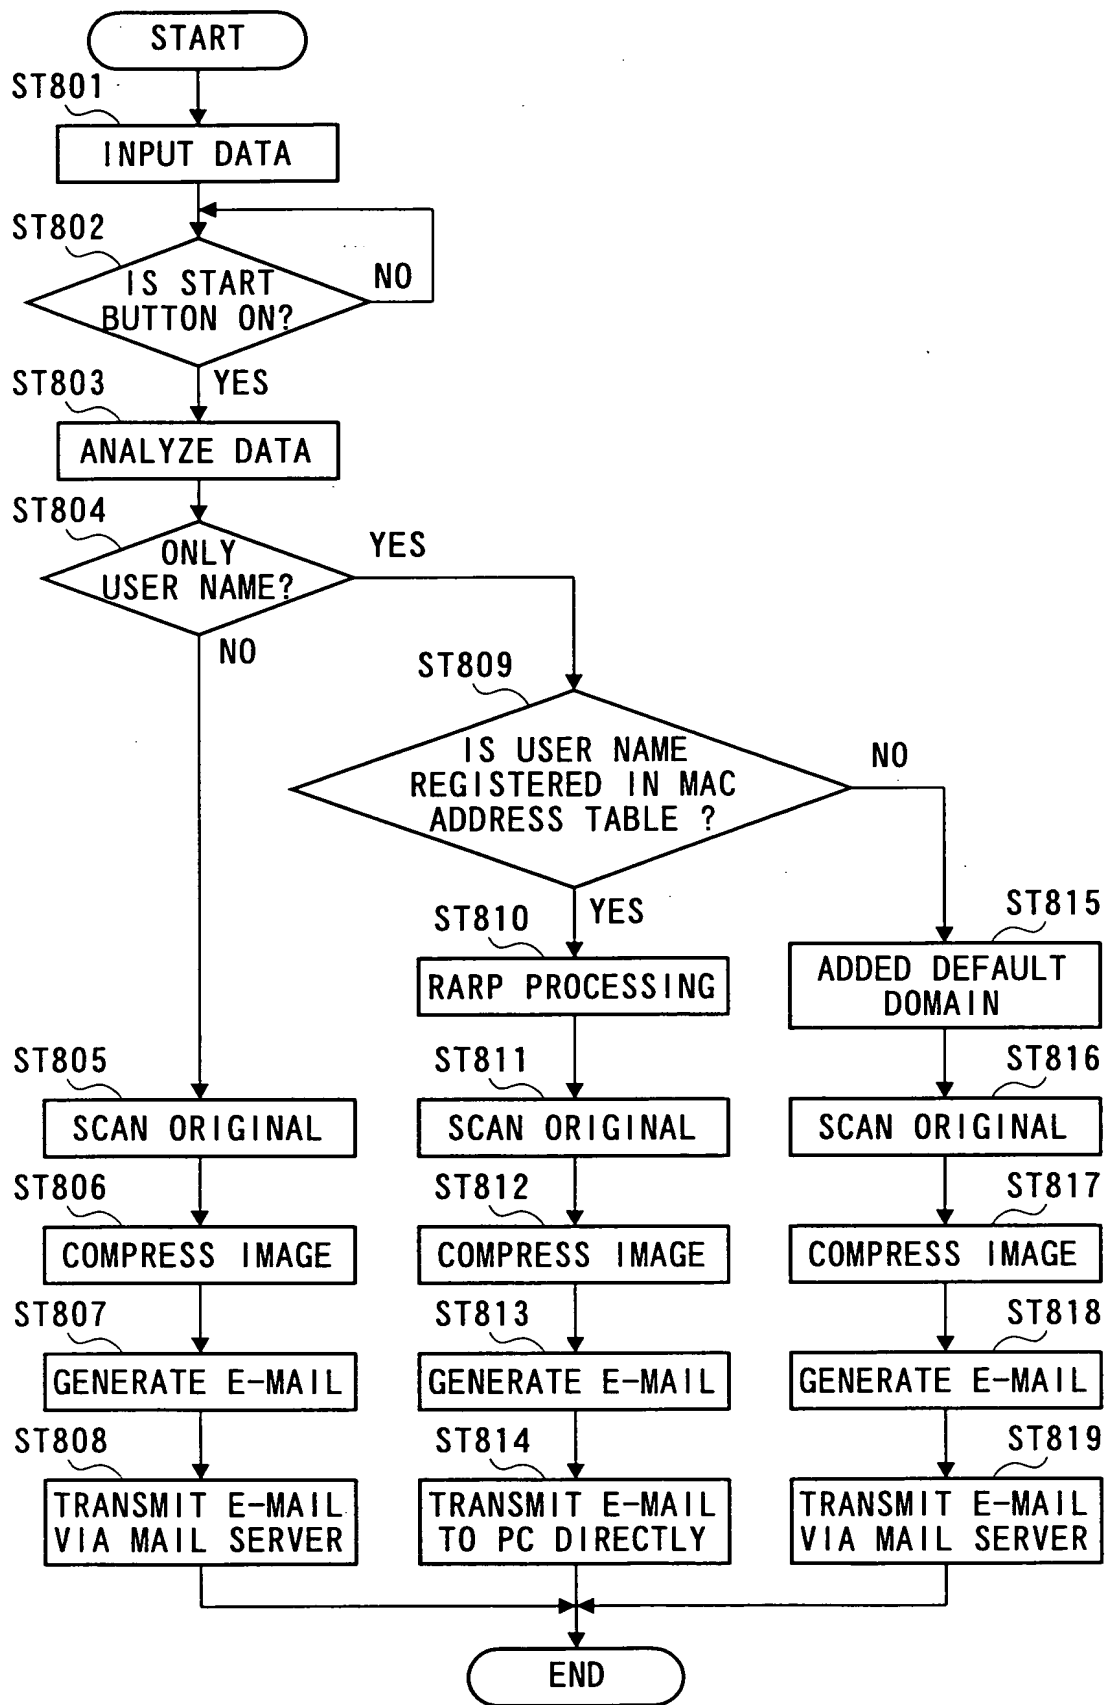 START
ST801
INPUT DATA
ST802
IS START
BUTTON ON?
NO
YES
ST803
ANALYZE DATA
ST804
ONLY
USER NAME?
YES
NO
ST809
IS USER NAME
REGISTERED IN MAC
ADDRESS TABLE ?
NO
YES
ST805
SCAN ORIGINAL
ST806
COMPRESS IMAGE
ST807
GENERATE E-MAIL
ST808
TRANSMIT E-MAIL
VIA MAIL SERVER
ST810
RARP PROCESSING
ST811
SCAN ORIGINAL
ST812
COMPRESS IMAGE
ST813
GENERATE E-MAIL
ST814
TRANSMIT E-MAIL
TO PC DIRECTLY
ST815
ADDED DEFAULT
DOMAIN
ST816
SCAN ORIGINAL
ST817
COMPRESS IMAGE
ST818
GENERATE E-MAIL
ST819
TRANSMIT E-MAIL
VIA MAIL SERVER
END